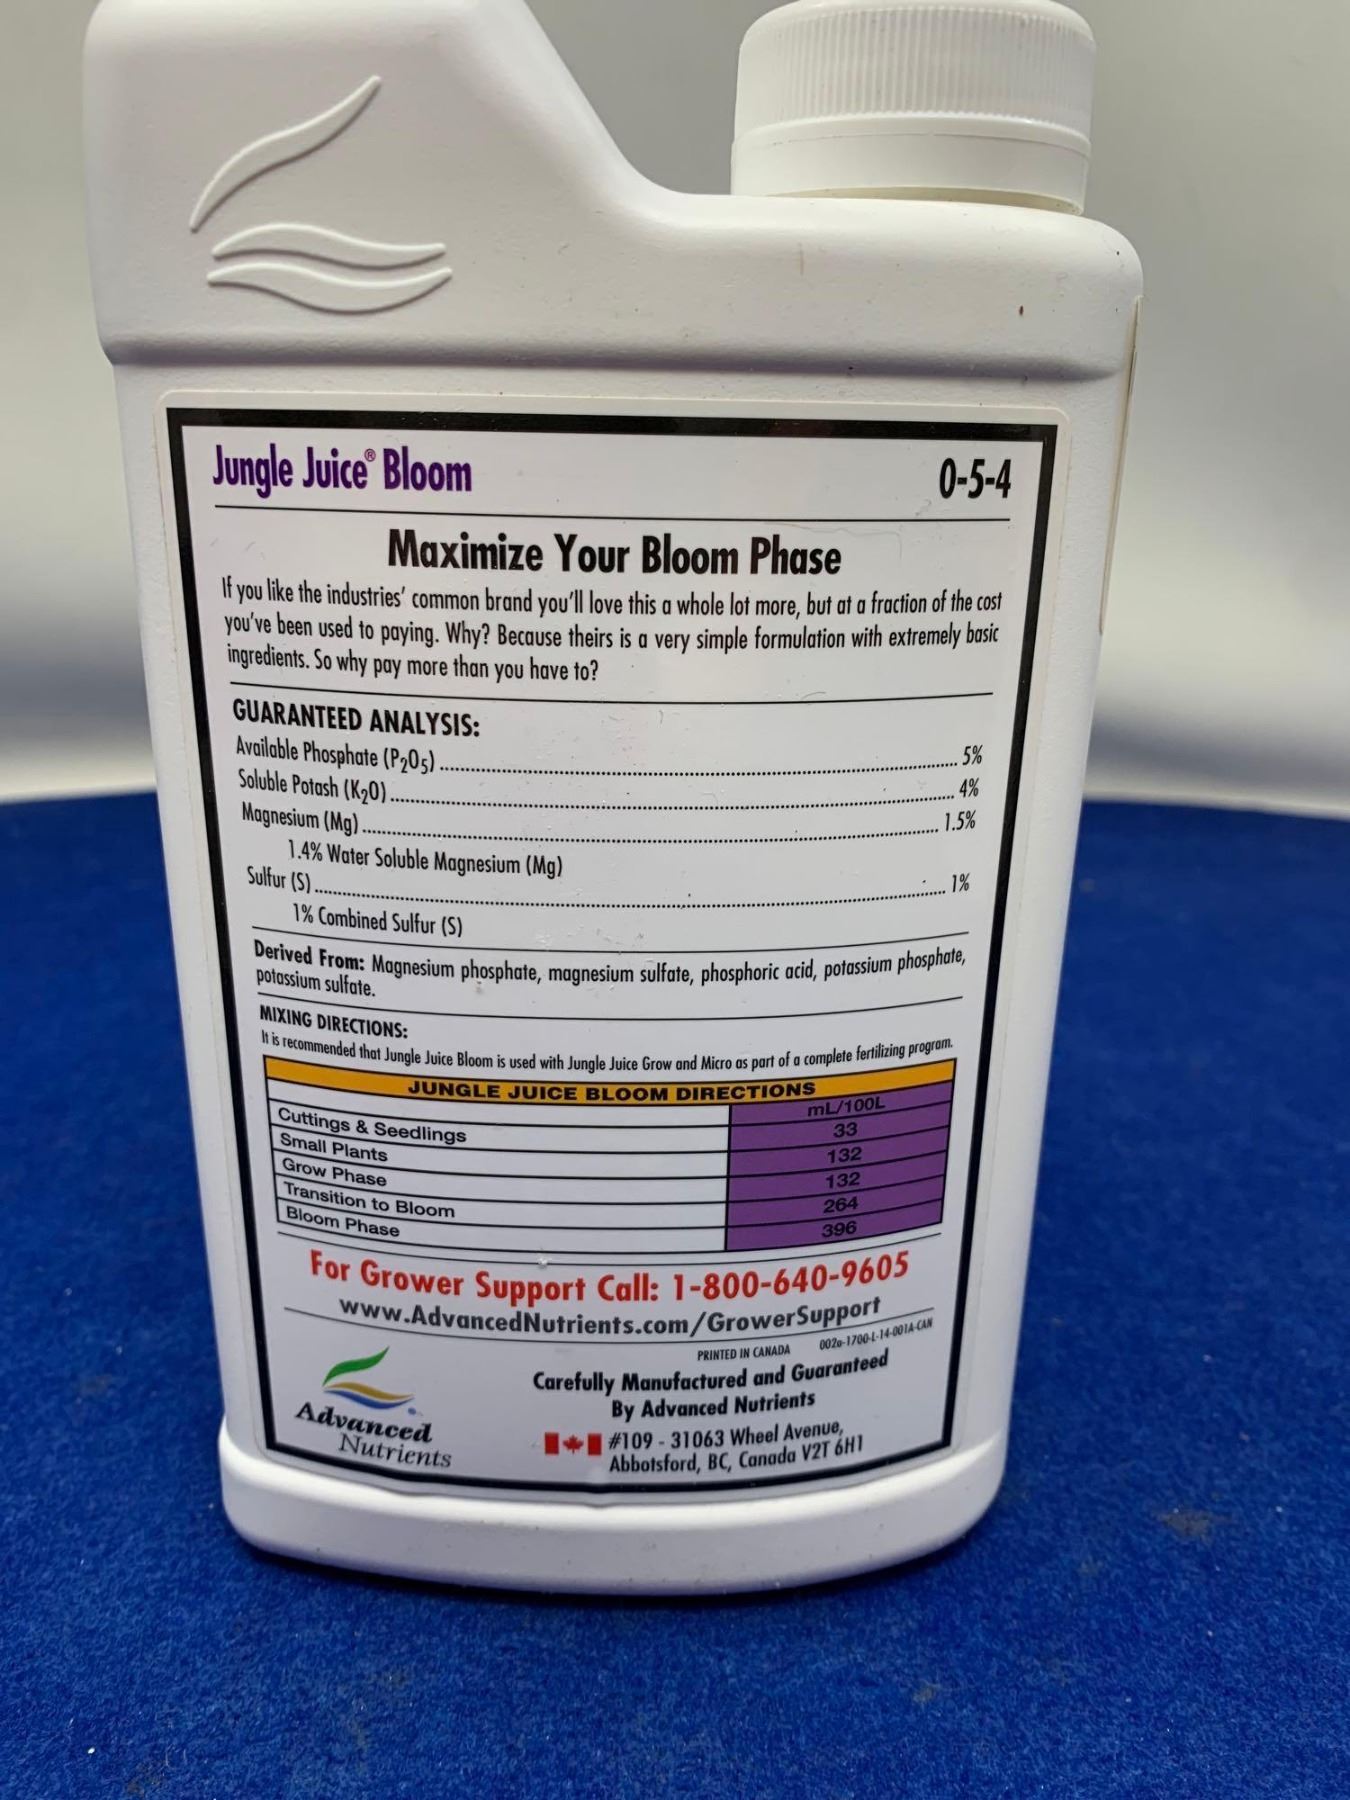 Jungle Juice® Bloom 0-5-4
Maximize Your Bloom Phase
If you like the industries' common brand you'll love this a whole lot more, but at a fraction of the cost
you've been used to paying. Why? Because theirs is a very simple formulation with extremely basic
ingredients. So why pay more than you have to?
GUARANTEED ANALYSIS:
Available Phosphate (P₂O₅) 5%
Soluble Potash (K₂O) 4%
Magnesium (Mg) 1.5%
1.4% Water Soluble Magnesium (Mg)
Sulfur (S) 1%
1% Combined Sulfur (S)
Derived From: Magnesium phosphate, magnesium sulfate, phosphoric acid, potassium phosphate,
potassium sulfate.
MIXING DIRECTIONS:
It is recommended that Jungle Juice Bloom is used with Jungle Juice Grow and Micro as part of a complete fertilizing program.
JUNGLE JUICE BLOOM DIRECTIONS
mL/100L
Cuttings & Seedlings 33
Small Plants 132
Grow Phase 132
Transition to Bloom 264
Bloom Phase 396
For Grower Support Call: 1-800-640-9605
www.AdvancedNutrients.com/GrowerSupport
PRINTED IN CANADA 002a-1700-L-14-001A-CAN
Carefully Manufactured and Guaranteed
By Advanced Nutrients
#109 - 31063 Wheel Avenue,
Abbotsford, BC, Canada V2T 6H1
Advanced
Nutrients